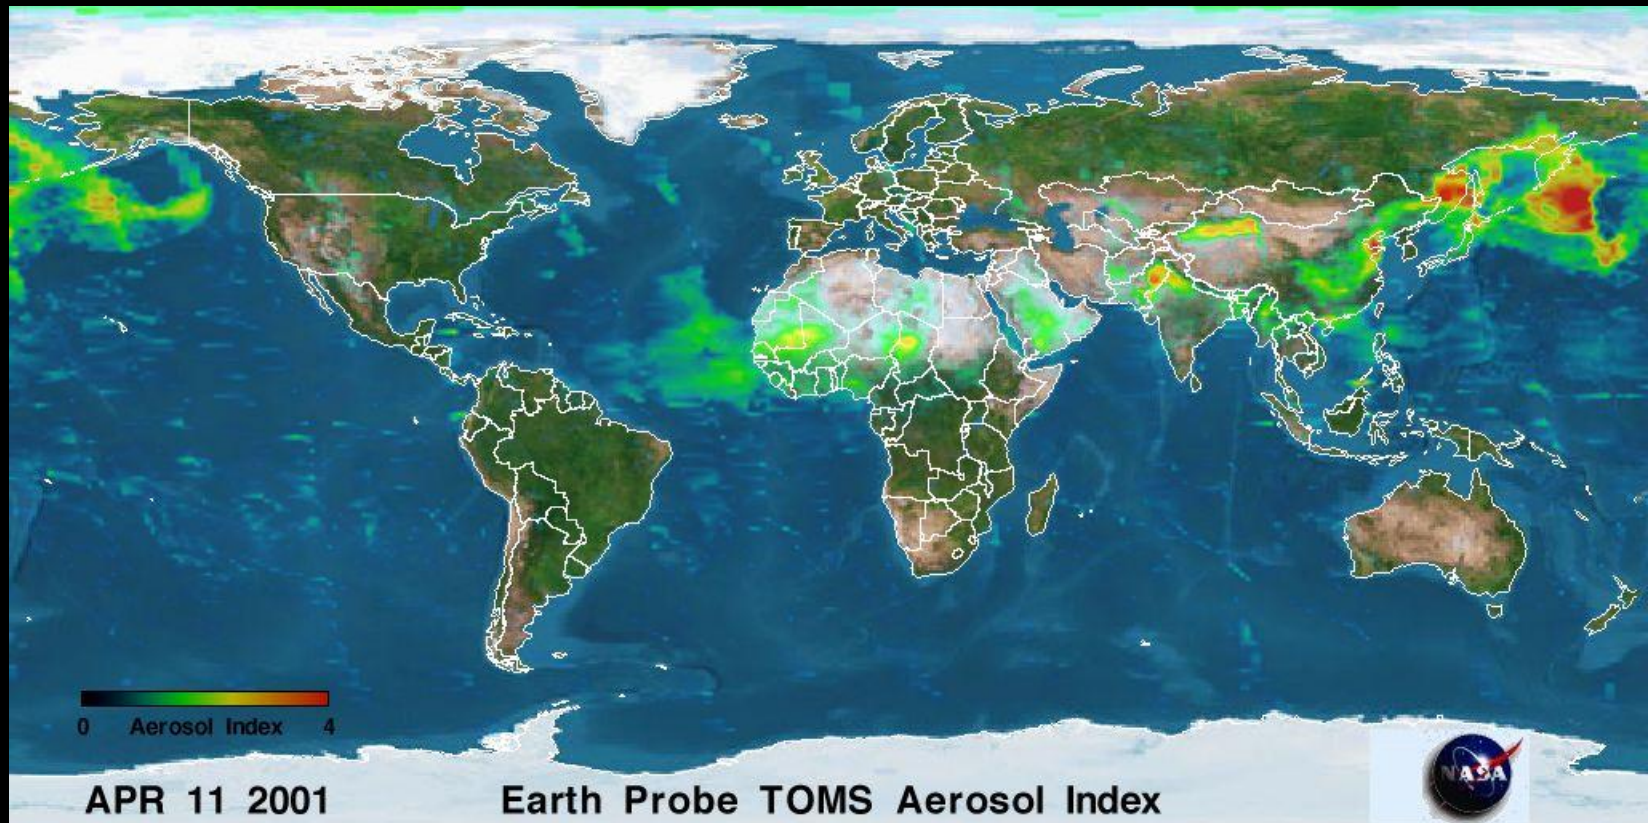 0 Aerosol Index 4
APR 11 2001 Earth Probe TOMS Aerosol Index
NASA